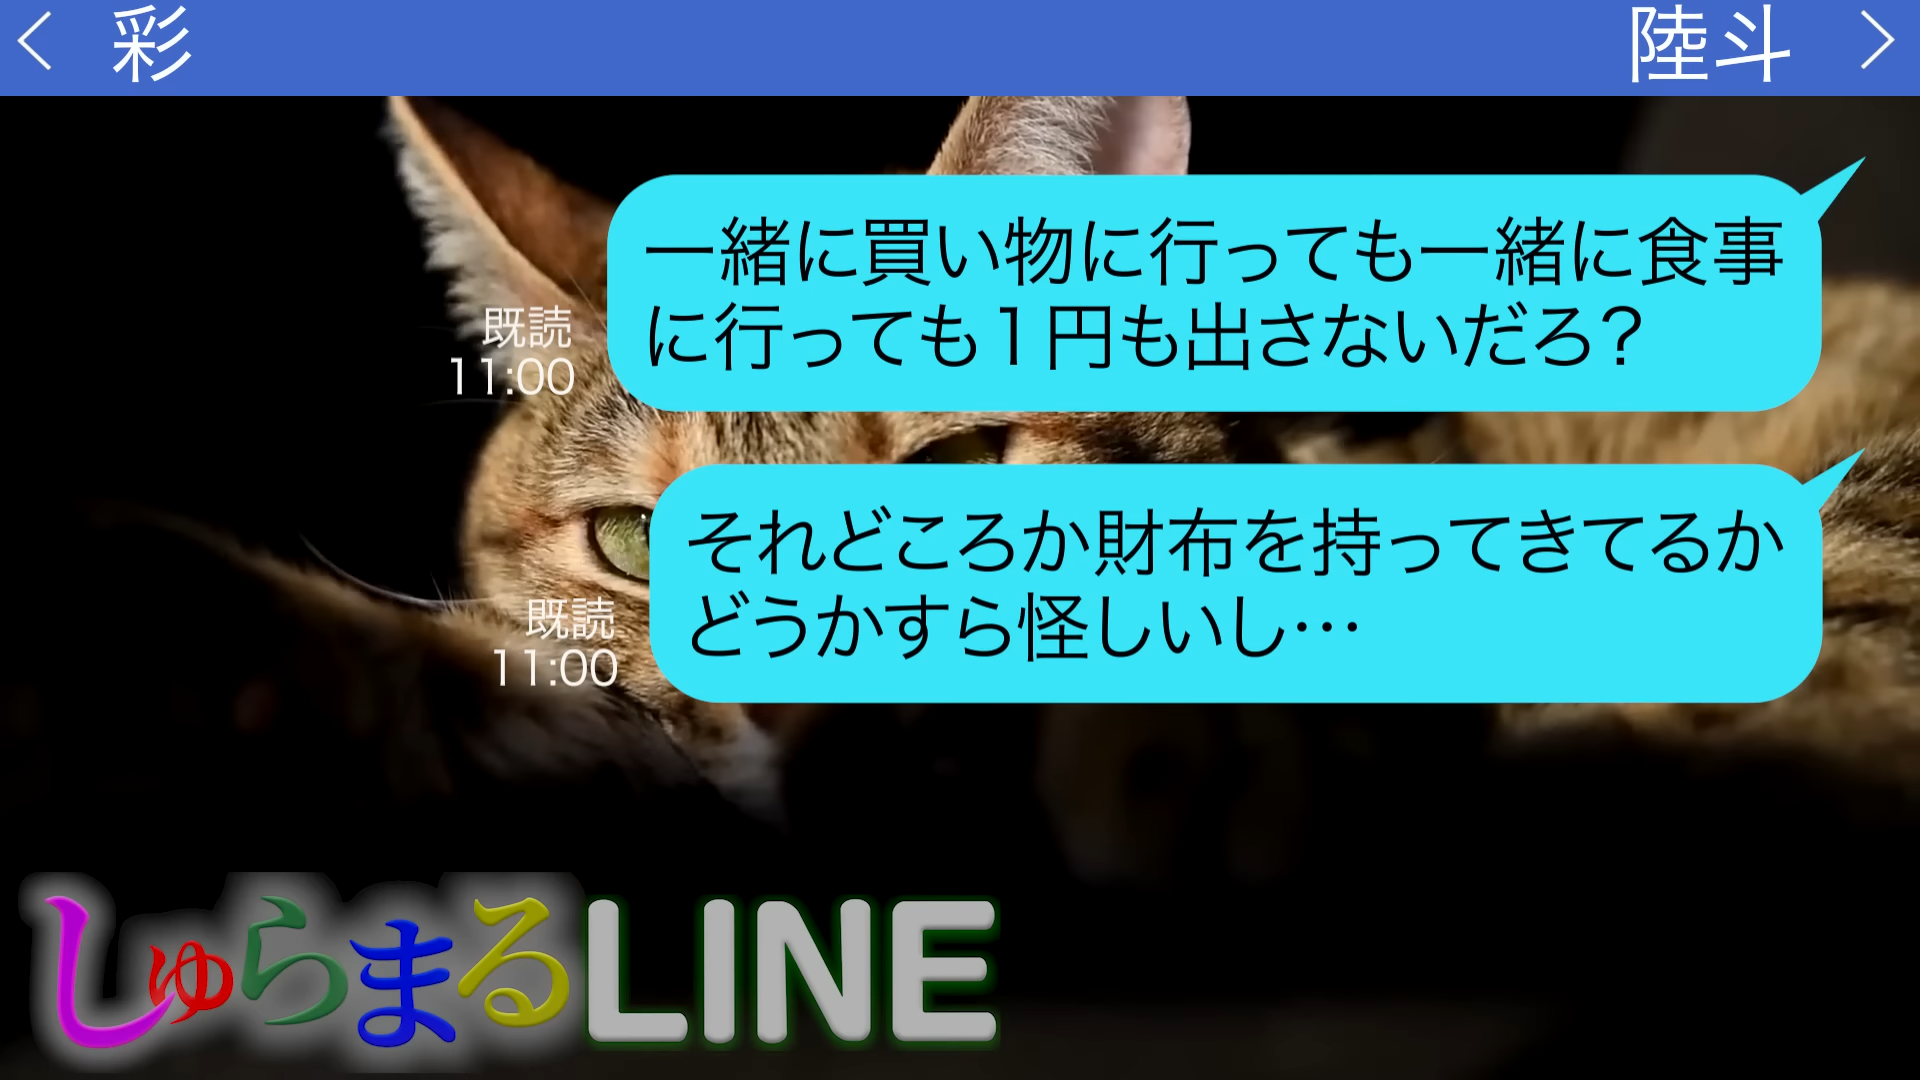 彩
陸斗
一緒に買い物に行っても一緒に食事
に行っても１円も出さないだろ？
既読
11:00
それどころか財布を持ってきてるか
どうかすら怪しいし…
既読
11:00
しゅらまるLINE